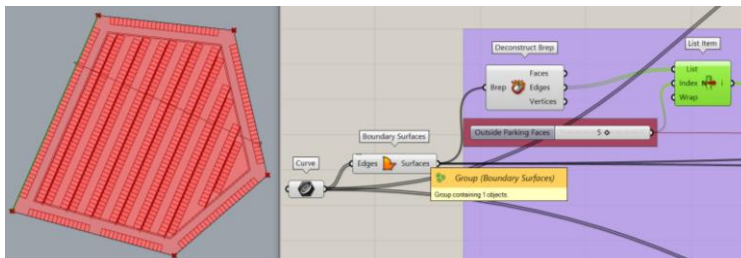 Deconstruct Brep
List Item
Faces
Brep
Edges
Vertices
List
Index N i
Wrap
Outside Parking Faces
5
Boundary Surfaces
Curve
Edges
Surfaces
Group (Boundary Surfaces)
Group containing 1 objects.